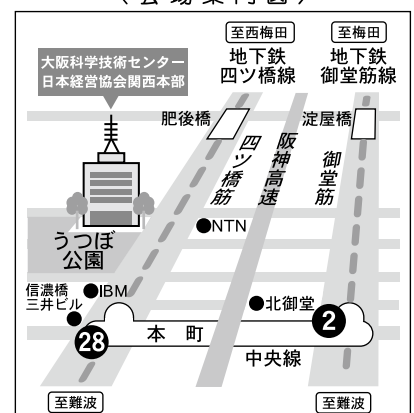 〈会場案内図〉
至西梅田
至梅田
地下鉄
四ツ橋線
地下鉄
御堂筋線
大阪科学技術センター
日本経営協会関西本部
肥後橋
淀屋橋
四ツ橋筋
阪神高速
御堂筋
NTN
うつぼ
公園
信濃橋
三井ビル
IBM
北御堂
28
本町
2
中央線
至難波
至難波